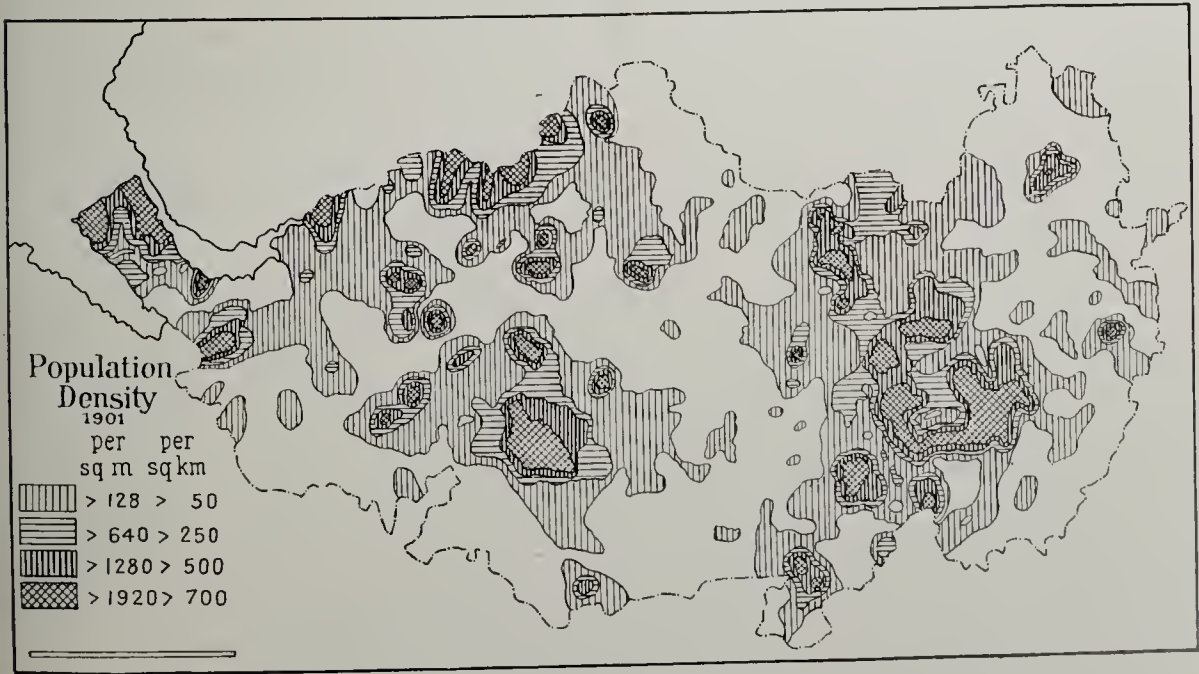 Population
Density
1901
per per
sq m sq km
> 128 > 50
> 640 > 250
> 1280 > 500
> 1920 > 700